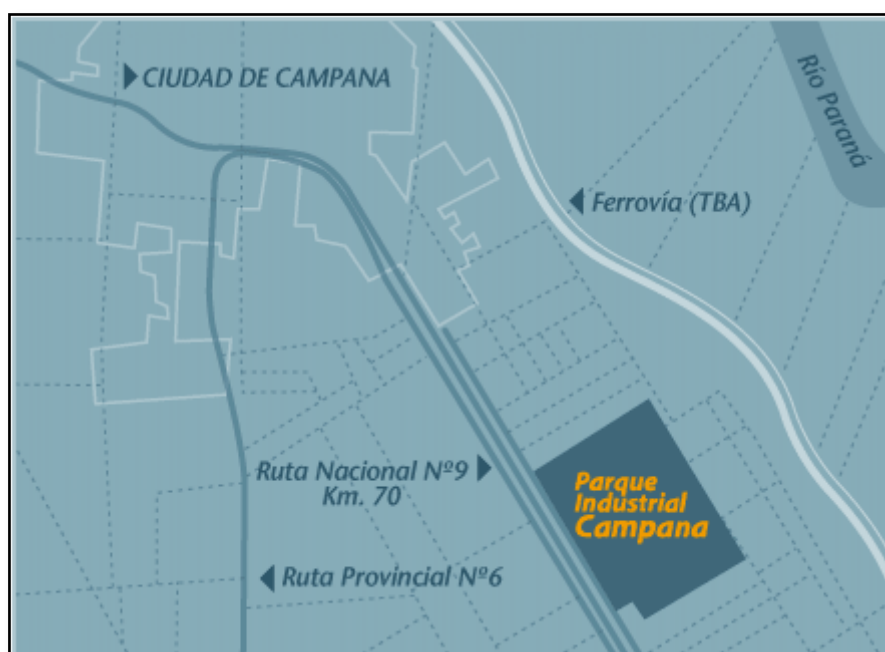 CIUDAD DE CAMPANA
Río Paraná
Ferrovía (TBA)
Ruta Nacional Nº9
Km. 70
Parque
Industrial
Campana
Ruta Provincial Nº6